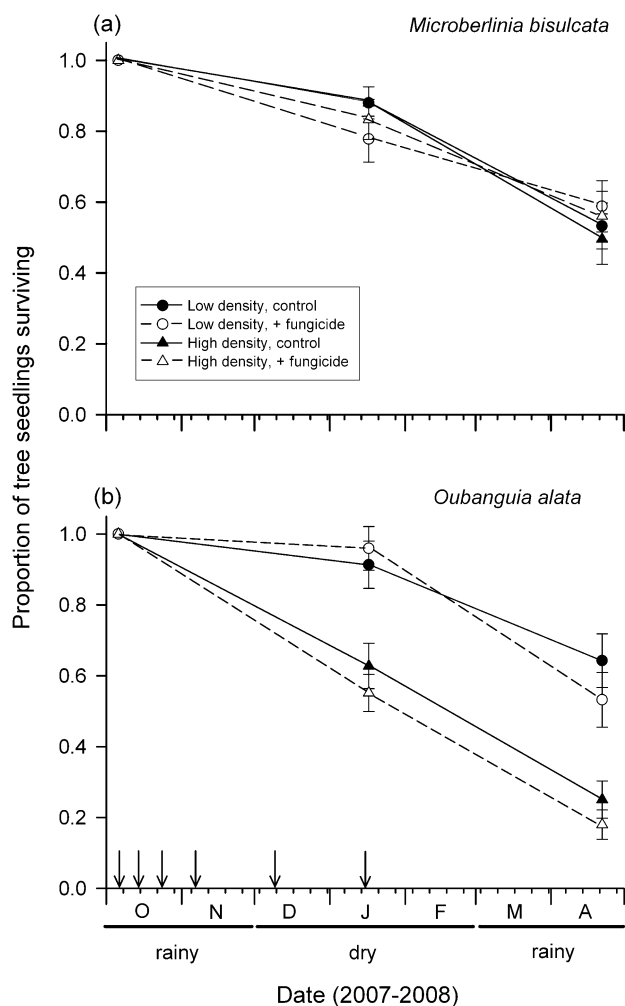 (a)
Microberlinia bisulcata
1.0
0.8
0.6
0.4
0.2
0.0
Low density, control
Low density, + fungicide
High density, control
High density, + fungicide
Proportion of tree seedlings surviving
(b)
Oubanguia alata
1.0
0.8
0.6
0.4
0.2
0.0
O N D J F M A
rainy dry rainy
Date (2007-2008)